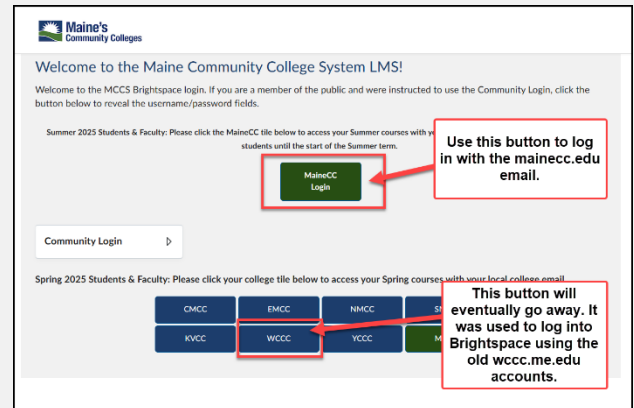 Maine's
Community Colleges
Welcome to the Maine Community College System LMS!
Welcome to the MCCS Brightspace login. If you are a member of the public and were instructed to use the Community Login, click the
button below to reveal the username/password fields.
Summer 2025 Students & Faculty: Please click the MaineCC tile below to access your Summer courses with
students until the start of the Summer term.
Use this button to log
in with the mainecc.edu
email.
MaineCC
Login
Community Login
Spring 2025 Students & Faculty: Please click your college tile below to access your Spring courses with your local college email
CMCC
EMCC
NMCC
KVCC
WCCC
YCCC
This button will
eventually go away. It
was used to log into
Brightspace using the
old wccc.me.edu
accounts.